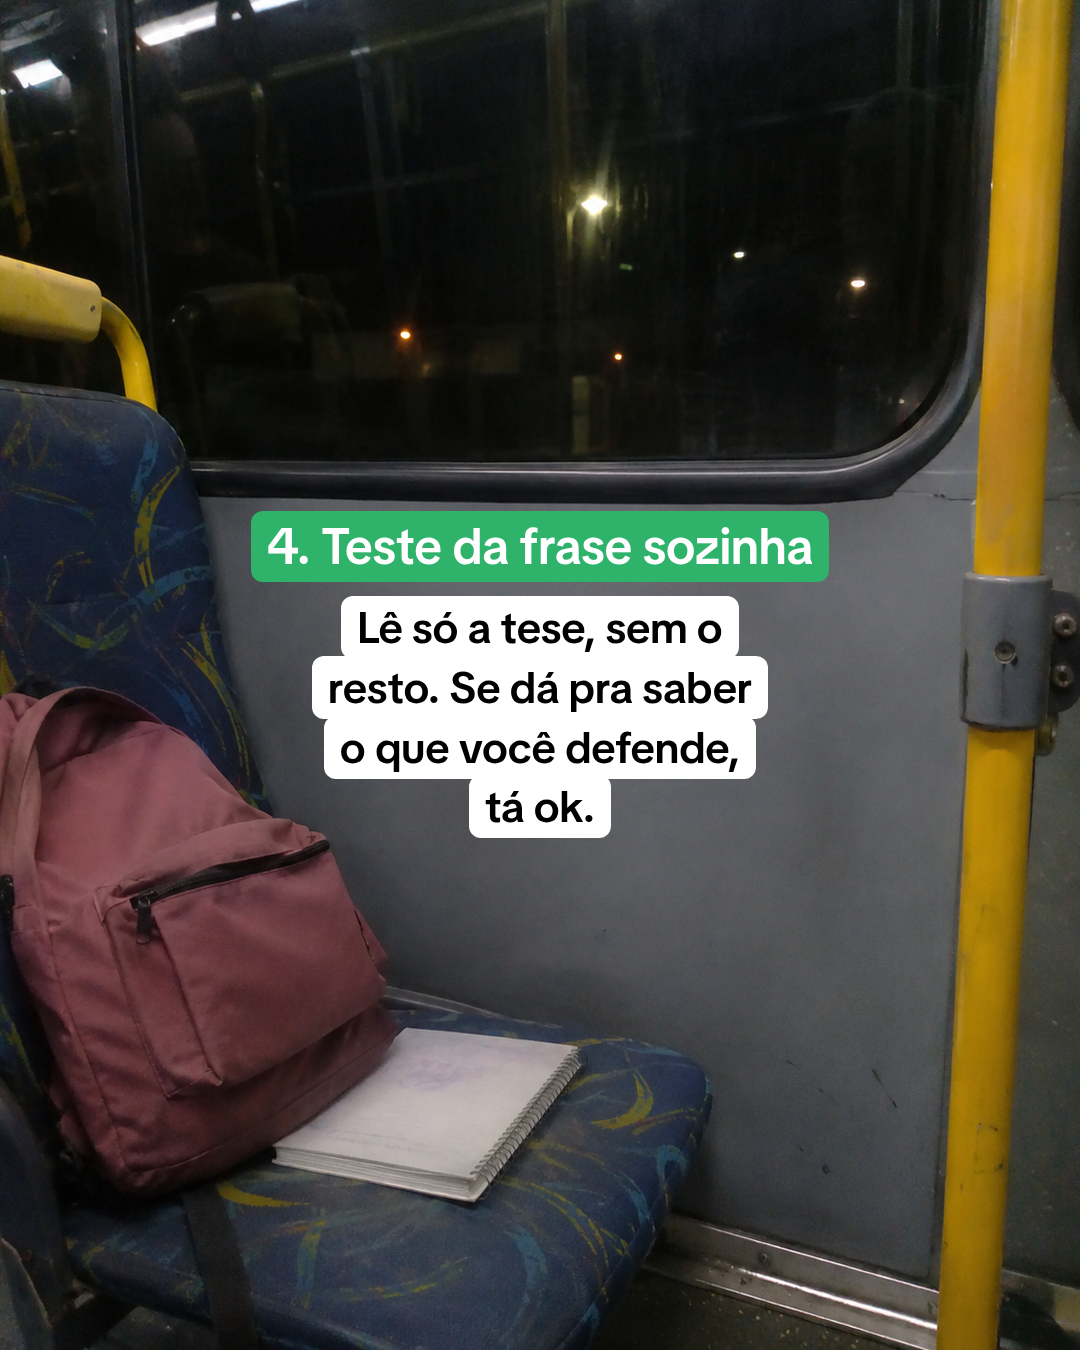 4. Teste da frase sozinha
Lê só a tese, sem o
resto. Se dá pra saber
o que você defende,
tá ok.